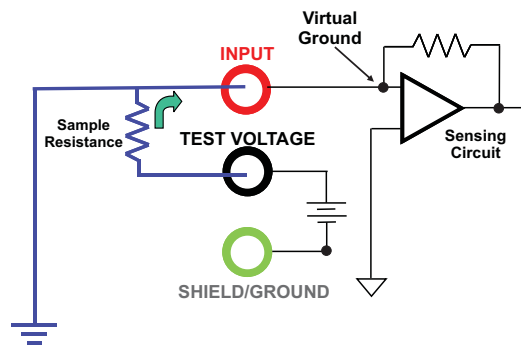 Virtual
Ground
INPUT
Sample
Resistance
TEST VOLTAGE
Sensing
Circuit
SHIELD/GROUND